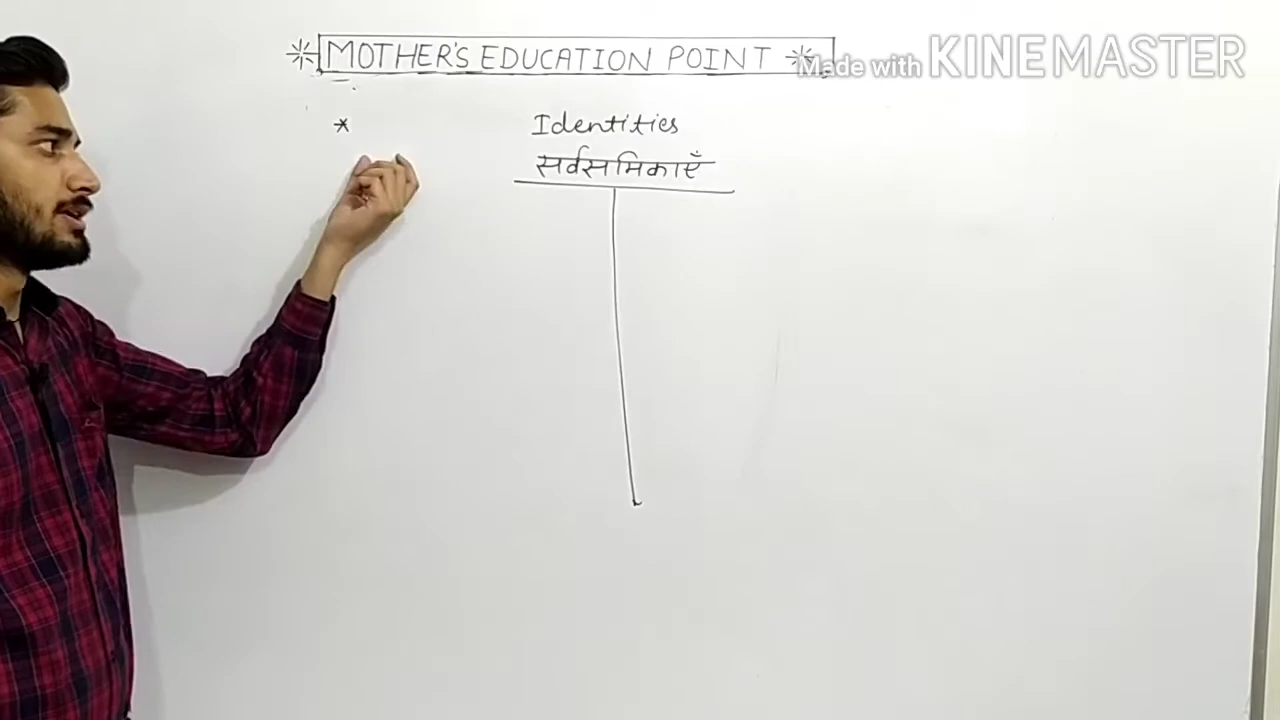 ✳ MOTHER'S EDUCATION POINT ✳
Made with KINEMASTER
* Identities
सर्वसमिकाएँ